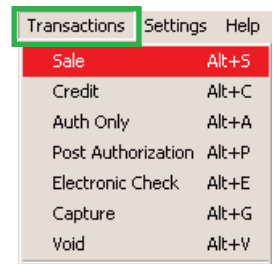 Transactions Settings Help
Sale Alt+S
Credit Alt+C
Auth Only Alt+A
Post Authorization Alt+P
Electronic Check Alt+E
Capture Alt+G
Void Alt+V